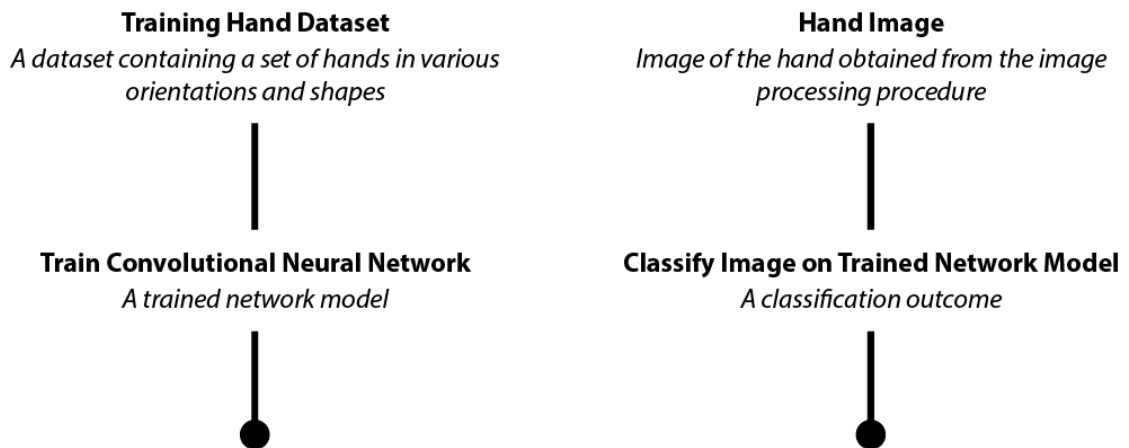 Training Hand Dataset
A dataset containing a set of hands in various
orientations and shapes
Train Convolutional Neural Network
A trained network model
Hand Image
Image of the hand obtained from the image
processing procedure
Classify Image on Trained Network Model
A classification outcome